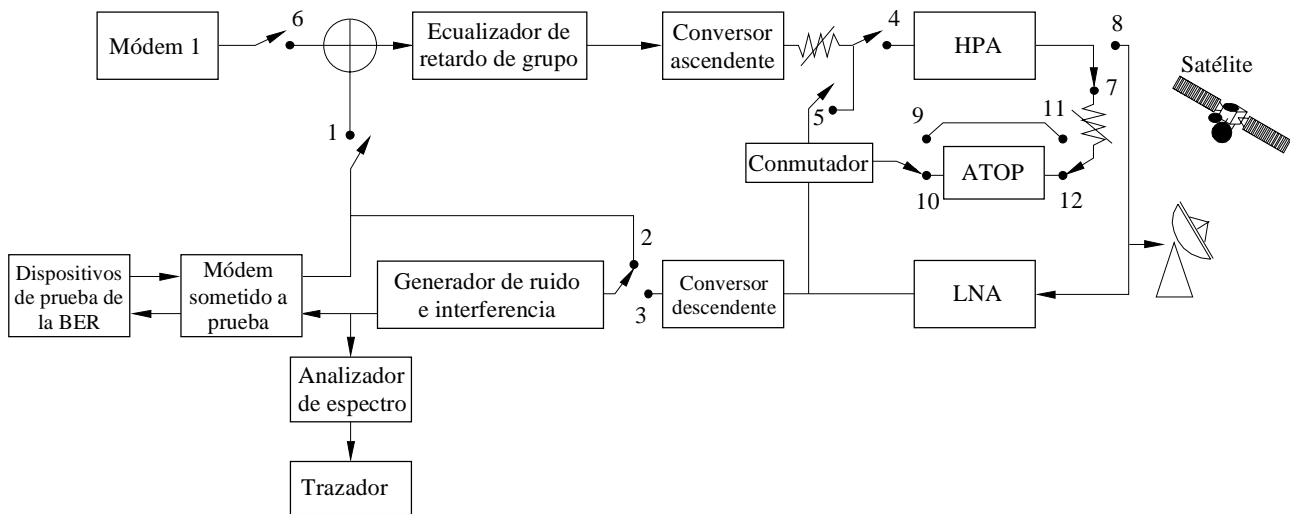 6
4
8
Módem 1
Ecualizador de
retardo de grupo
Conversor
ascendente
HPA
Satélite
7
1
5
9
11
Conmutador
ATOP
10
12
2
Dispositivos
de prueba de
la BER
Módem
sometido a
prueba
Generador de ruido
e interferencia
3
Conversor
descendente
LNA
Analizador
de espectro
Trazador